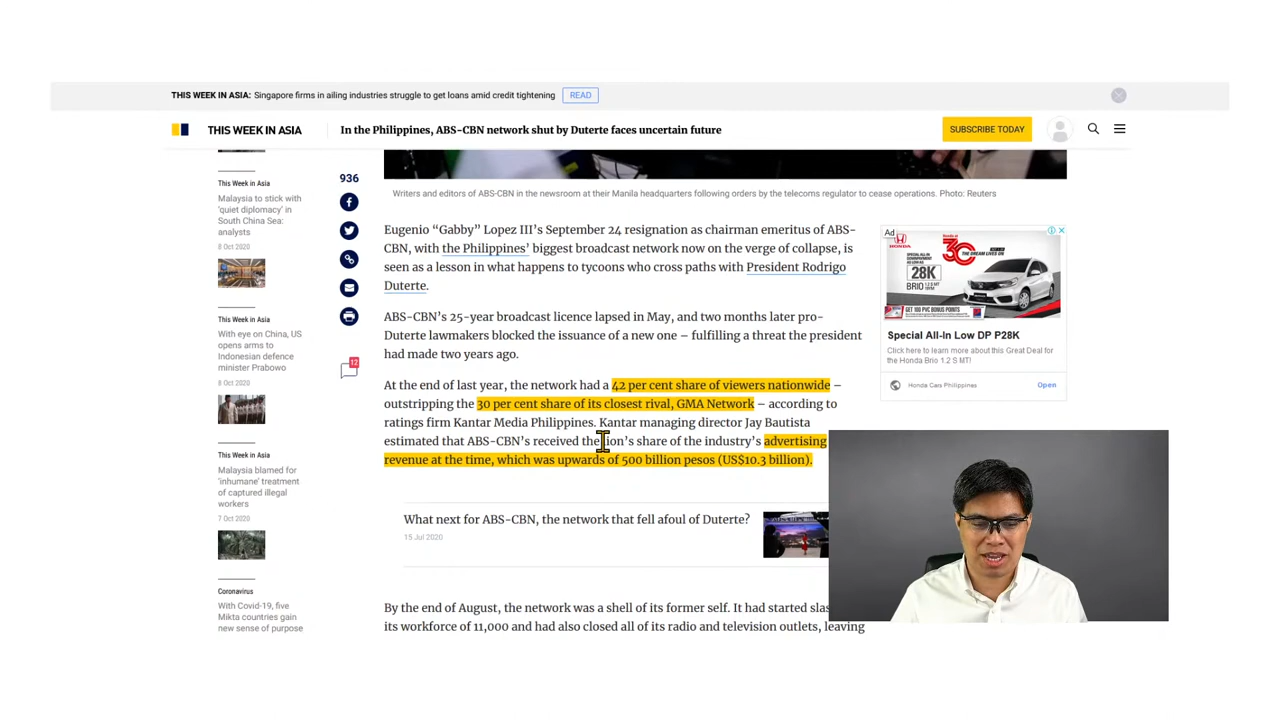 THIS WEEK IN ASIA: Singapore firms in ailing industries struggle to get loans amid credit tightening READ
THIS WEEK IN ASIA In the Philippines, ABS-CBN network shut by Duterte faces uncertain future SUBSCRIBE TODAY
This Week in Asia
Malaysia to stick with
'quiet diplomacy' in
South China Sea:
analysts
8 Oct 2020
This Week in Asia
With eye on China, US
opens arms to
Indonesian defence
minister Prabowo
8 Oct 2020
This Week in Asia
Malaysia blamed for
'inhumane' treatment
of captured illegal
workers
7 Oct 2020
Coronavirus
With Covid-19, five
Mikta countries gain
new sense of purpose
936
12
Writers and editors of ABS-CBN in the newsroom at their Manila headquarters following orders by the telecoms regulator to cease operations. Photo: Reuters
Eugenio “Gabby” Lopez III’s September 24 resignation as chairman emeritus of ABS-
CBN, with the Philippines’ biggest broadcast network now on the verge of collapse, is
seen as a lesson in what happens to tycoons who cross paths with President Rodrigo
Duterte.
ABS-CBN’s 25-year broadcast licence lapsed in May, and two months later pro-
Duterte lawmakers blocked the issuance of a new one – fulfilling a threat the president
had made two years ago.
At the end of last year, the network had a 42 per cent share of viewers nationwide –
outstripping the 30 per cent share of its closest rival, GMA Network – according to
ratings firm Kantar Media Philippines. Kantar managing director Jay Bautista
estimated that ABS-CBN’s received the lion’s share of the industry’s advertising
revenue at the time, which was upwards of 500 billion pesos (US$10.3 billion).
What next for ABS-CBN, the network that fell afoul of Duterte?
15 Jul 2020
By the end of August, the network was a shell of its former self. It had started slas
its workforce of 11,000 and had also closed all of its radio and television outlets, leaving
Ad
HONDA
30
28K
BRIO
GET 100K BONUS POINTS
Special All-In Low DP P28K
Click here to learn more about this Great Deal for
the Honda Brio 1.2 S MT!
Honda Cars Philippines Open